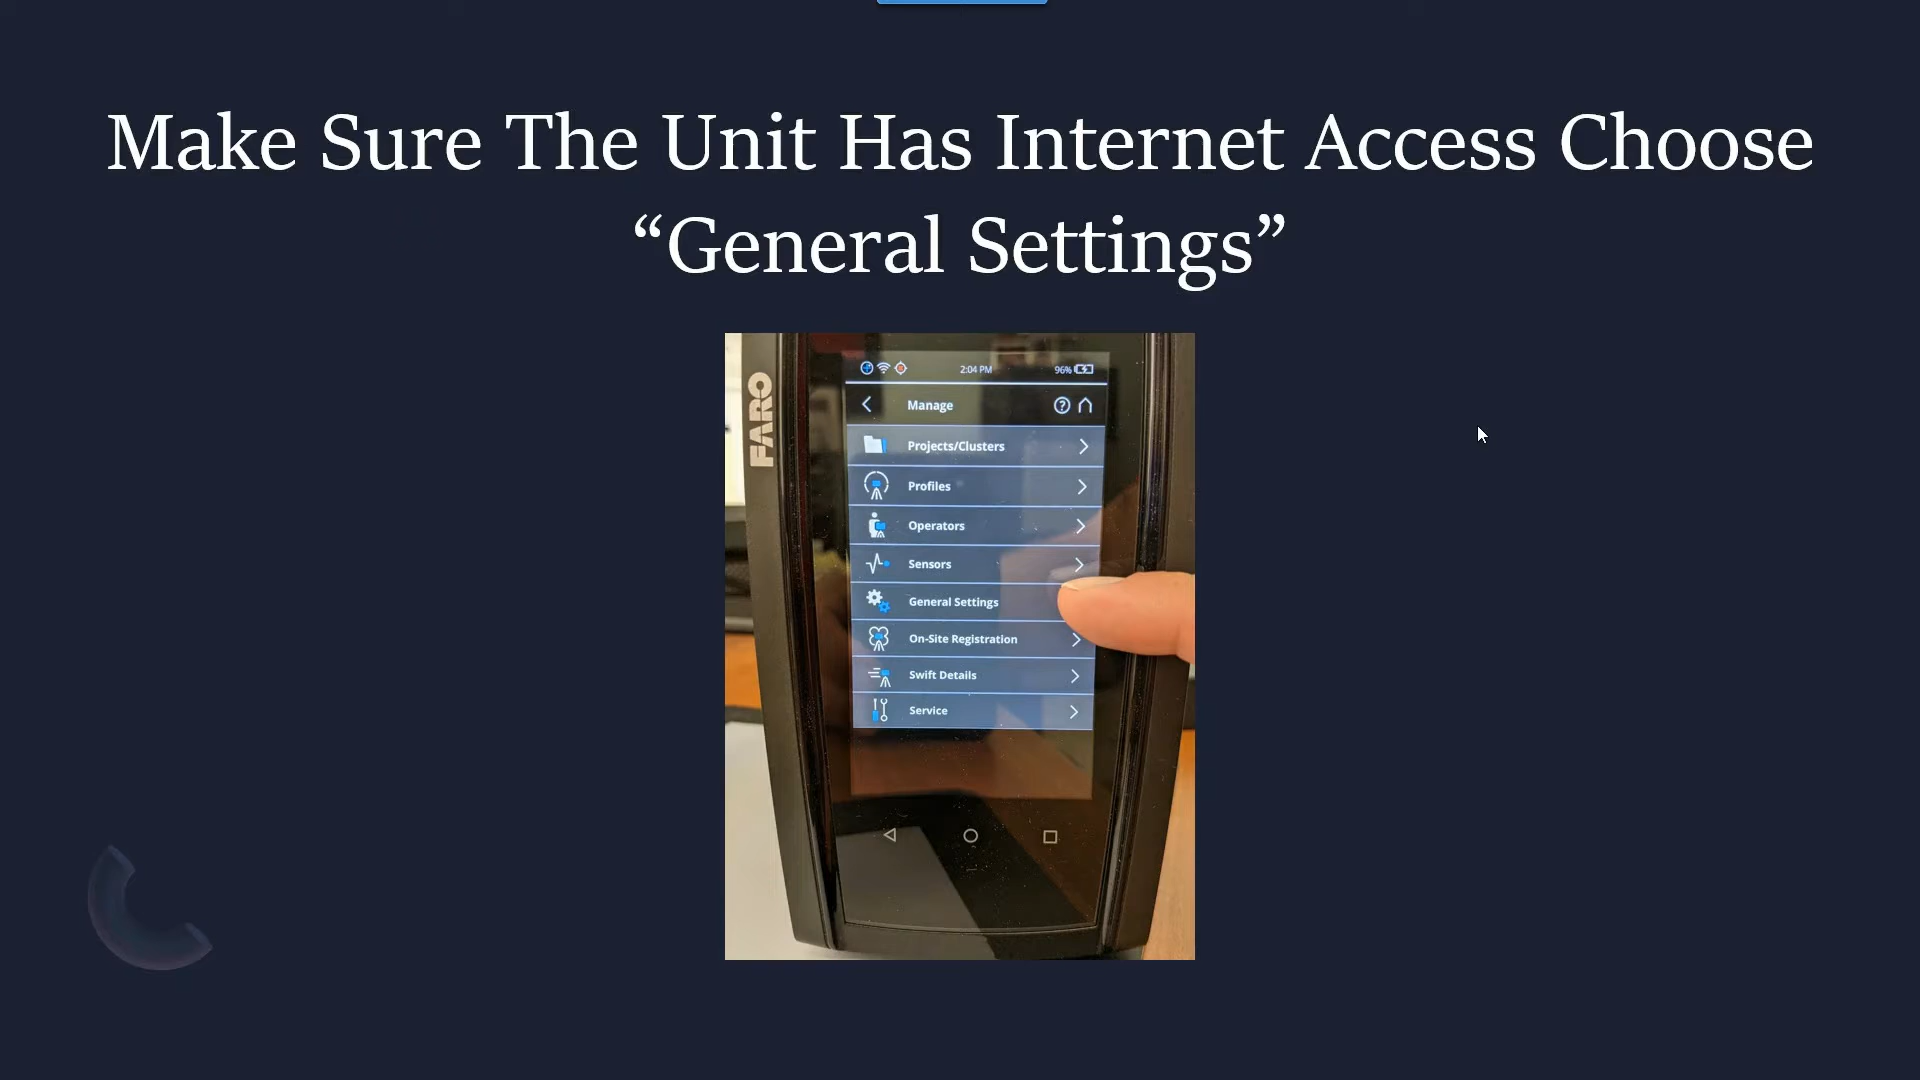 Make Sure The Unit Has Internet Access Choose
“General Settings”
FARO
2:04 PM
96%
Manage
Projects/Clusters
Profiles
Operators
Sensors
General Settings
On-Site Registration
Swift Details
Service